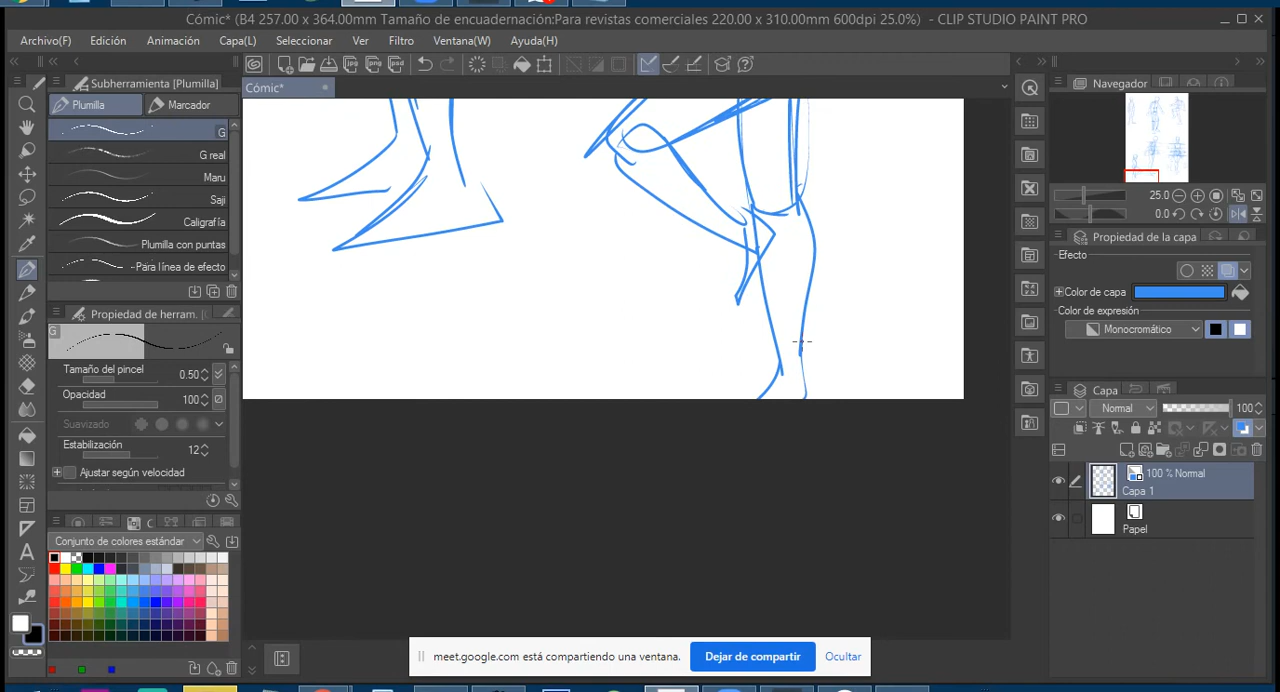 Cómic* (B4 257.00 x 364.00mm Tamaño de encuadernación:Para revistas comerciales 220.00 x 310.00mm 600dpi 25.0%) - CLIP STUDIO PAINT PRO
Archivo(F) Edición Animación Capa(L) Seleccionar Ver Filtro Ventana(W) Ayuda(H)
Subherramienta [Plumilla]
Cómic*
Navegador
Plumilla Marcador
G
G real
Maru
Saji
Caligrafía
Plumilla con puntas
Para línea de efecto
25.0
0.0
Propiedad de la capa
Efecto
Color de capa
Color de expresión
Monocromático
Propiedad de herram.
G
Tamaño del pincel 0.50
Opacidad 100
Suavizado
Estabilización 12
Ajustar según velocidad
Capa
Normal 100
100 % Normal
Capa 1
Papel
C
Conjunto de colores estándar
meet.google.com está compartiendo una ventana. Dejar de compartir Ocultar